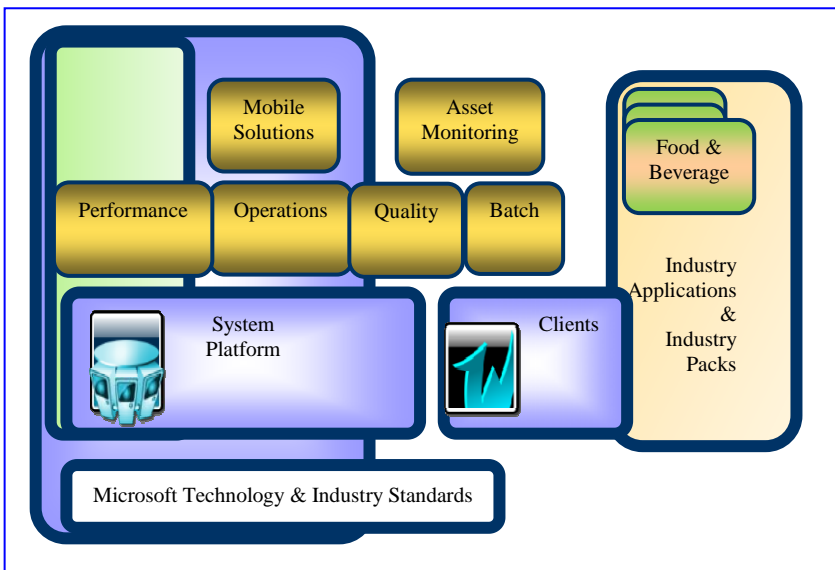 Mobile
Solutions
Asset
Monitoring
Food &
Beverage
Performance
Operations
Quality
Batch
Industry
Applications
&
Industry
Packs
System
Platform
Clients
Microsoft Technology & Industry Standards